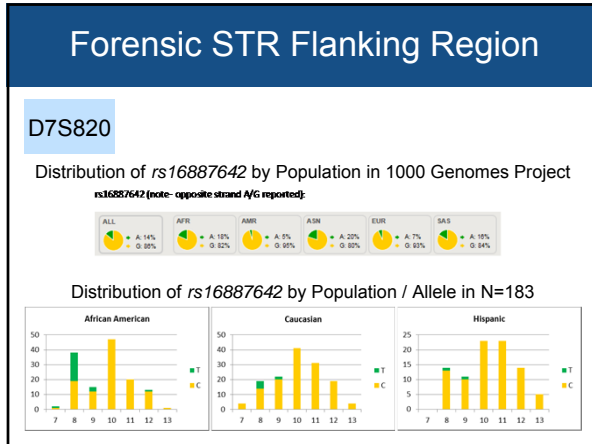 Forensic STR Flanking Region
D7S820
Distribution of rs16887642 by Population in 1000 Genomes Project
rs16887642 (note- opposite strand A/G reported):
ALL AFR AMR ASN EUR SAS
A: 14% A: 18% A: 5% A: 20% A: 7% A: 16%
G: 86% G: 82% G: 95% G: 80% G: 93% G: 84%
Distribution of rs16887642 by Population / Allele in N=183
African American Caucasian Hispanic
50 50 25
40 40 20
30 30 15
20 20 10
10 10 5
0 0 0
T T T
C C C
7 8 9 10 11 12 13 7 8 9 10 11 12 13 7 8 9 10 11 12 13